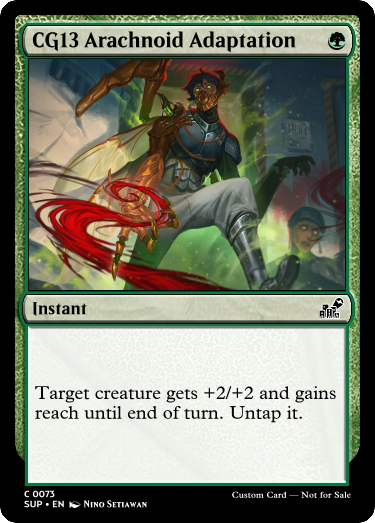 CG13 Arachnoid Adaptation
Instant
Target creature gets +2/+2 and gains
reach until end of turn. Untap it.
C 0073
SUP • EN Nino Setiawan
Custom Card — Not for Sale